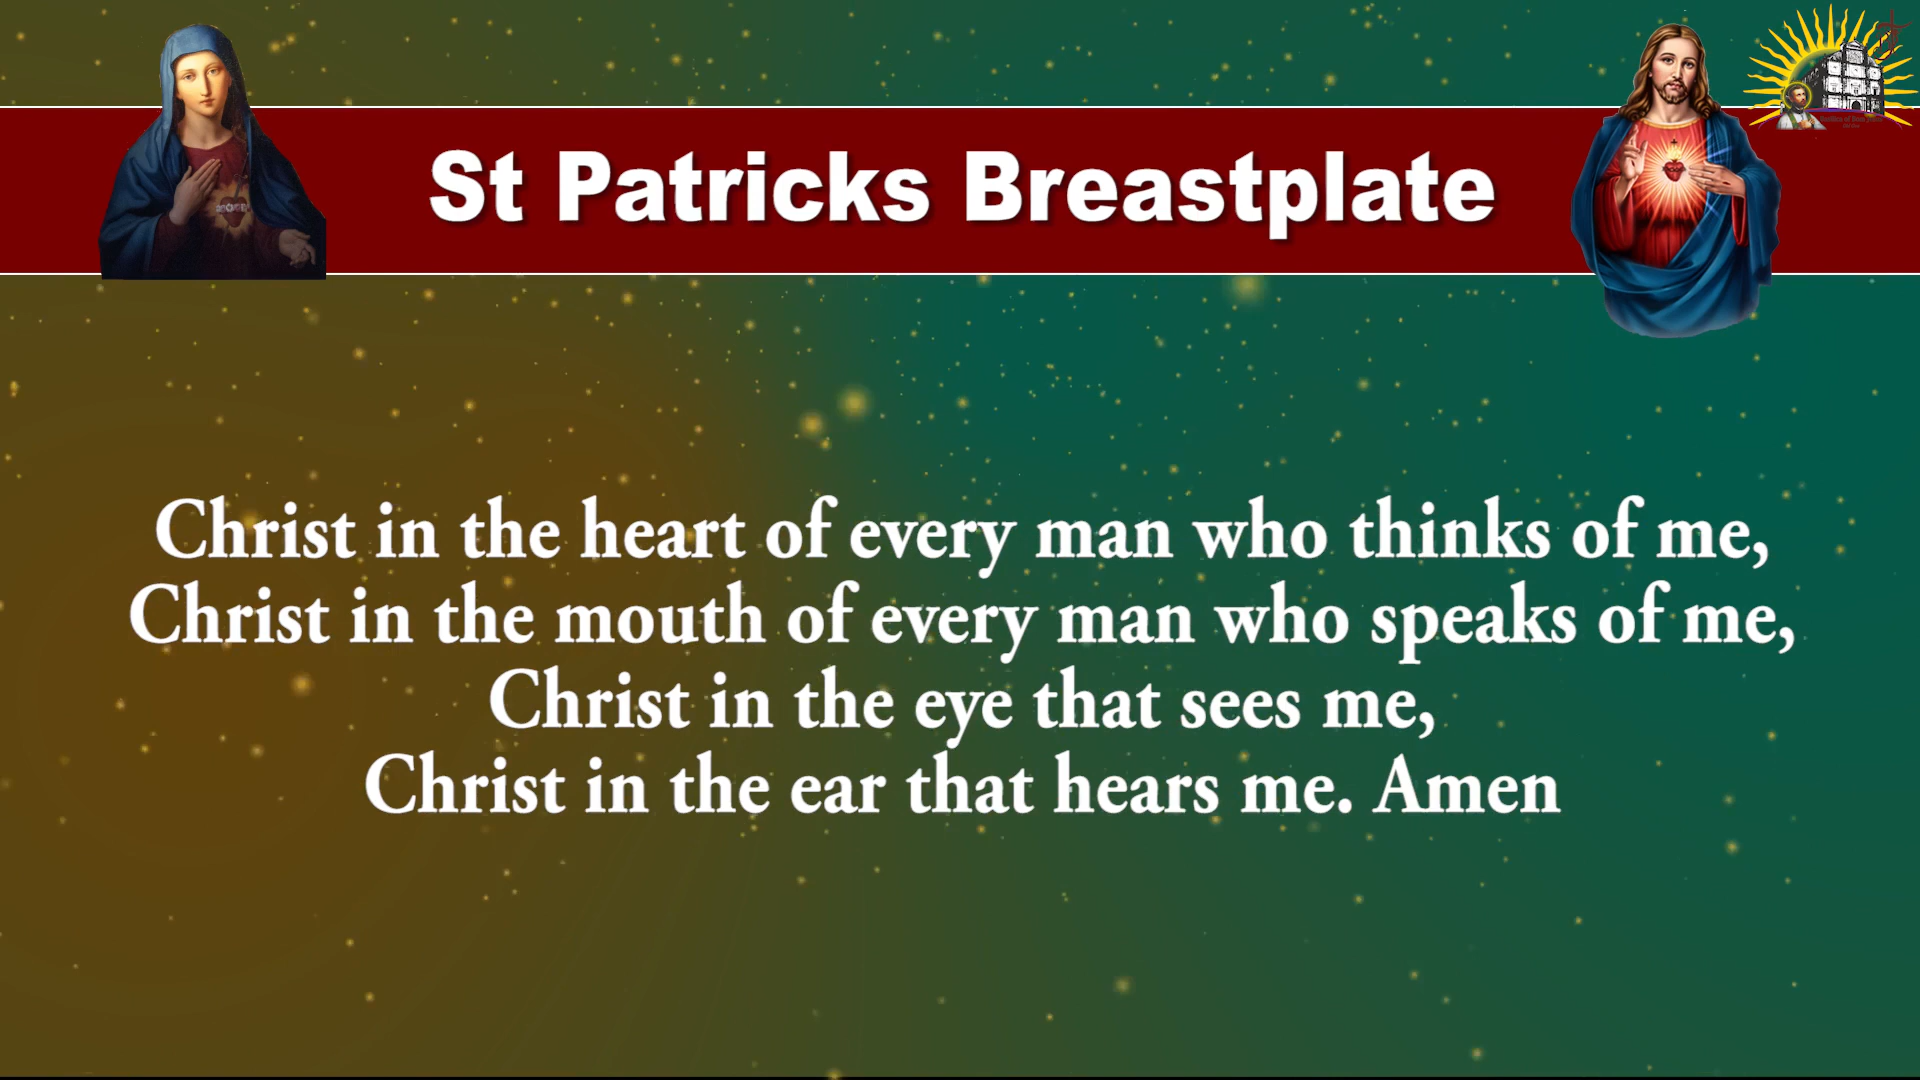 St Patricks Breastplate
Christ in the heart of every man who thinks of me,
Christ in the mouth of every man who speaks of me,
Christ in the eye that sees me,
Christ in the ear that hears me. Amen